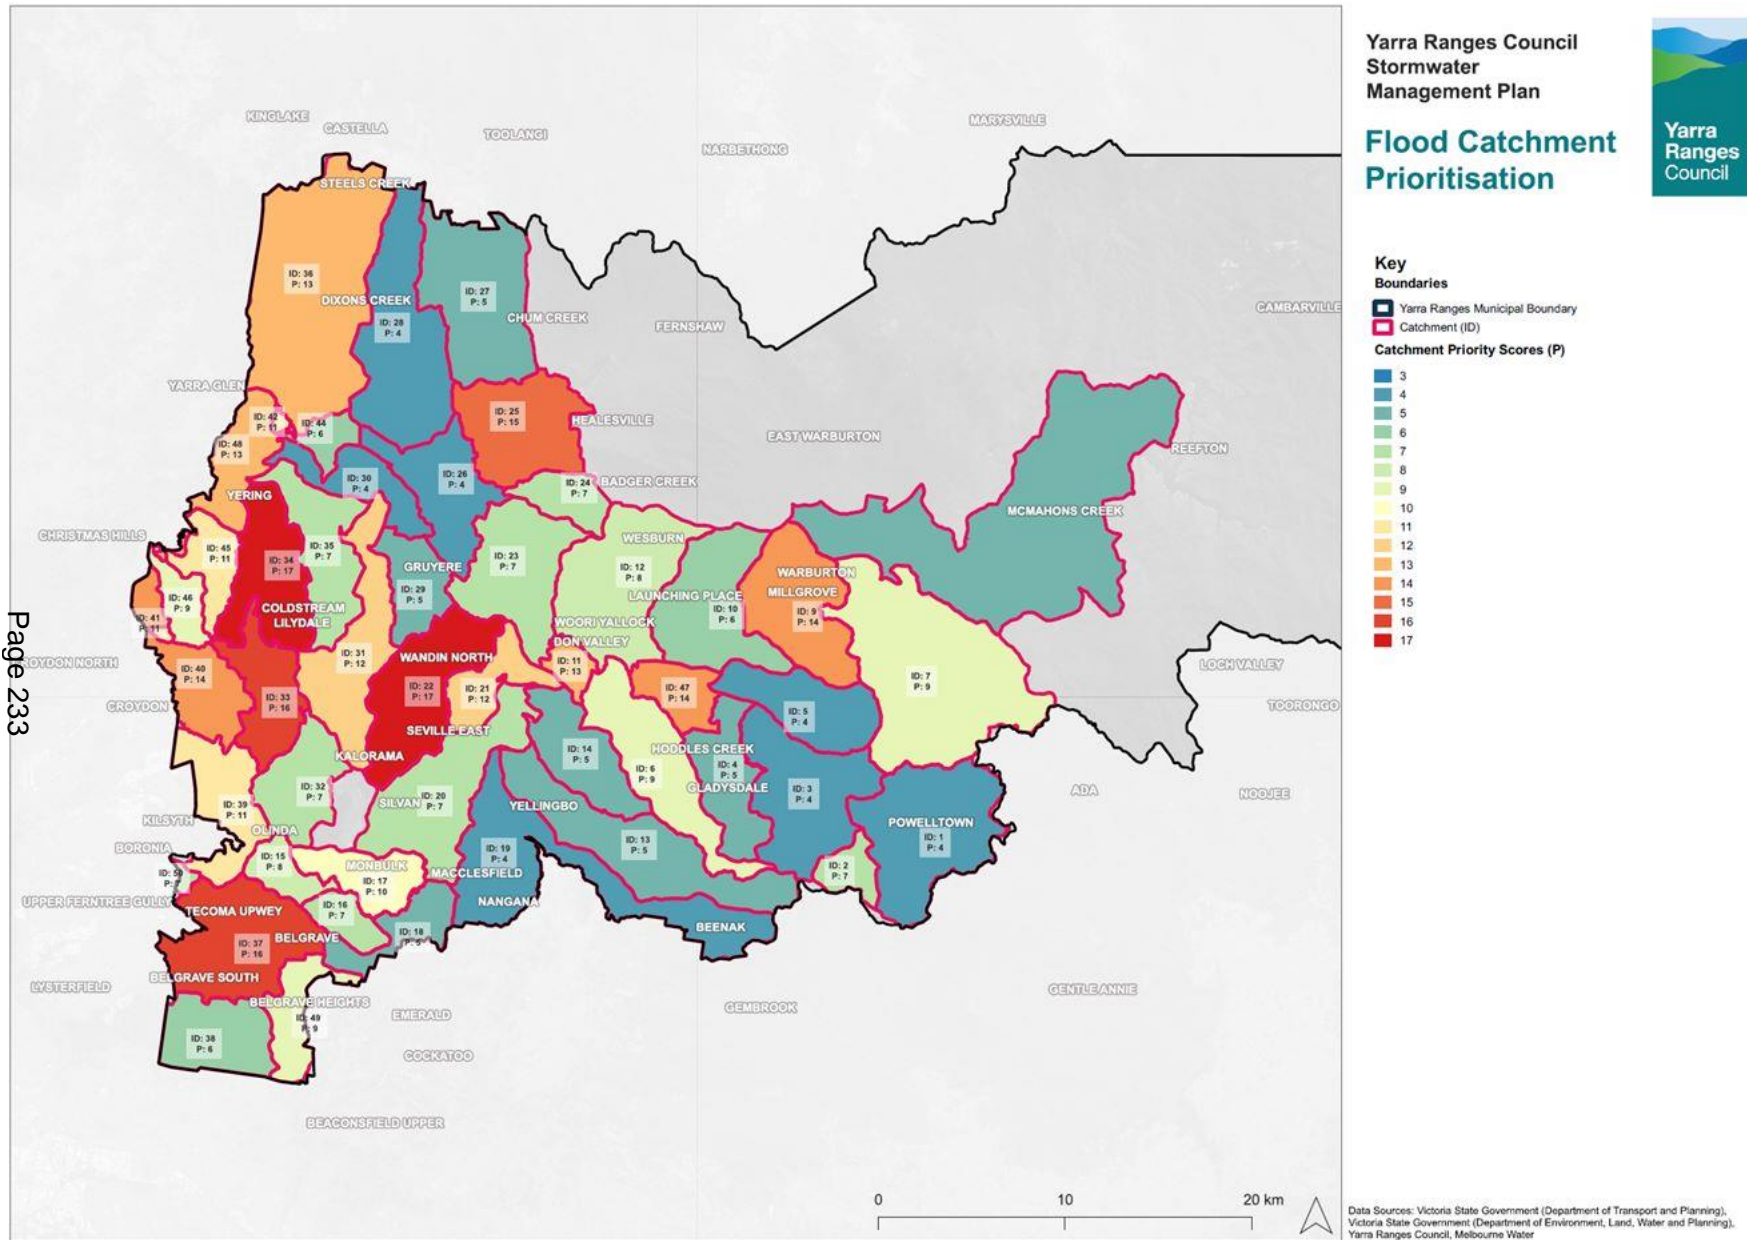 Yarra Ranges Council
Stormwater
Management Plan
Flood Catchment
Prioritisation
Yarra
Ranges
Council
Key
Boundaries
Yarra Ranges Municipal Boundary
Catchment (ID)
Catchment Priority Scores (P)
3
4
5
6
7
8
9
10
11
12
13
14
15
16
17
KINGLAKE
CASTELLA
TOOLANGI
NARBETHONG
MARYSVILLE
STEELS CREEK
ID: 36
P: 13
DIXONS CREEK
ID: 28
P: 4
ID: 27
P: 5
CHUM CREEK
FERNSHAW
CAMBARVILLE
YARRA GLEN
ID: 42
P: 11
ID: 44
P: 6
ID: 25
P: 15
HEALESVILLE
EAST WARBURTON
REEFTON
ID: 48
P: 13
YERING
ID: 30
P: 4
ID: 26
P: 4
ID: 24
P: 7
BADGER CREEK
MCMAHONS CREEK
CHRISTMAS HILLS
ID: 45
P: 11
ID: 34
P: 17
ID: 35
P: 7
GRUYERE
ID: 29
P: 5
ID: 23
P: 7
WESBURN
ID: 12
P: 8
LAUNCHING PLACE
ID: 10
P: 6
WARBURTON
MILLGROVE
ID: 9
P: 14
ID: 46
P: 9
ID: 41
P: 11
COLDSTREAM
LILYDALE
WOORI YALLOCK
DON VALLEY
ID: 11
P: 13
ROYDON NORTH
ID: 40
P: 14
ID: 31
P: 12
WANDIN NORTH
ID: 22
P: 17
ID: 21
P: 12
ID: 47
P: 14
ID: 7
P: 9
LOCH VALLEY
CROYDON
ID: 33
P: 16
SEVILLE EAST
ID: 5
P: 4
TOORONGO
KALORAMA
ID: 14
P: 5
HODDLES CREEK
ID: 6
P: 9
ID: 4
P: 5
GLADYSDALE
ID: 3
P: 4
ADA
NOOJEE
ID: 32
P: 7
SILVAN
ID: 20
P: 7
YELLINGBO
KILSYTH
ID: 39
P: 11
OLINDA
POWELLTOWN
ID: 1
P: 4
BORONIA
ID: 15
P: 8
MONBULK
ID: 17
P: 10
ID: 19
P: 4
MACCLESFIELD
ID: 13
P: 5
ID: 2
P: 7
ID: 50
UPPER FERNTREE GULLY
TECOMA UPWEY
ID: 16
P: 7
NANGANA
BEENAK
BELGRAVE
ID: 18
P: 5
ID: 37
P: 16
BELGRAVE SOUTH
LYSTERFIELD
BELGRAVE HEIGHTS
ID: 49
P: 9
EMERALD
GEMBROOK
GENTLE ANNIE
ID: 38
P: 6
COCKATOO
BEACONSFIELD UPPER
Page 233
0
10
20 km
Data Sources: Victoria State Government (Department of Transport and Planning),
Victoria State Government (Department of Environment, Land, Water and Planning),
Yarra Ranges Council, Melbourne Water